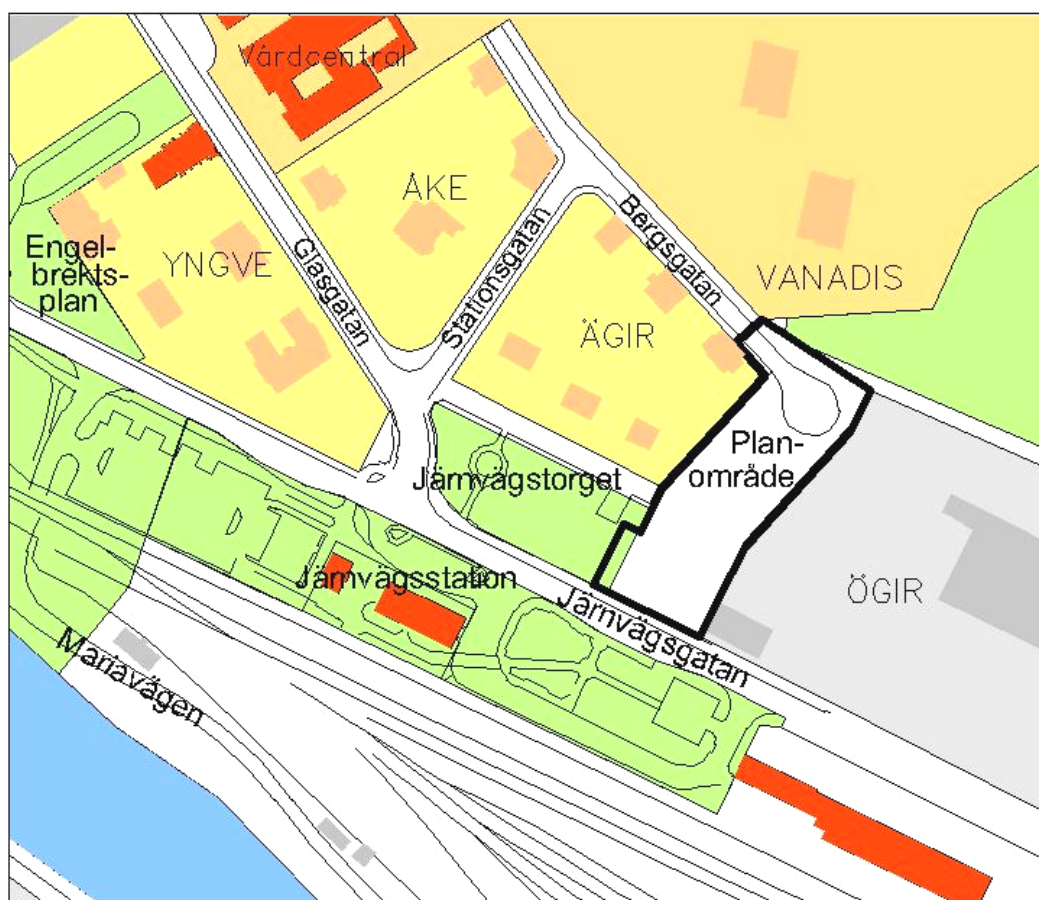 Vårdcentral
ÅKE
Engel-
brekts-
plan
YNGVE
Glasgatan
Stationsgatan
Bergsgatan
VANADIS
ÄGIR
Plan-
område
Järnvägstorget
Järnvägsstation
Järnvägsgatan
ÖGIR
Mariavägen